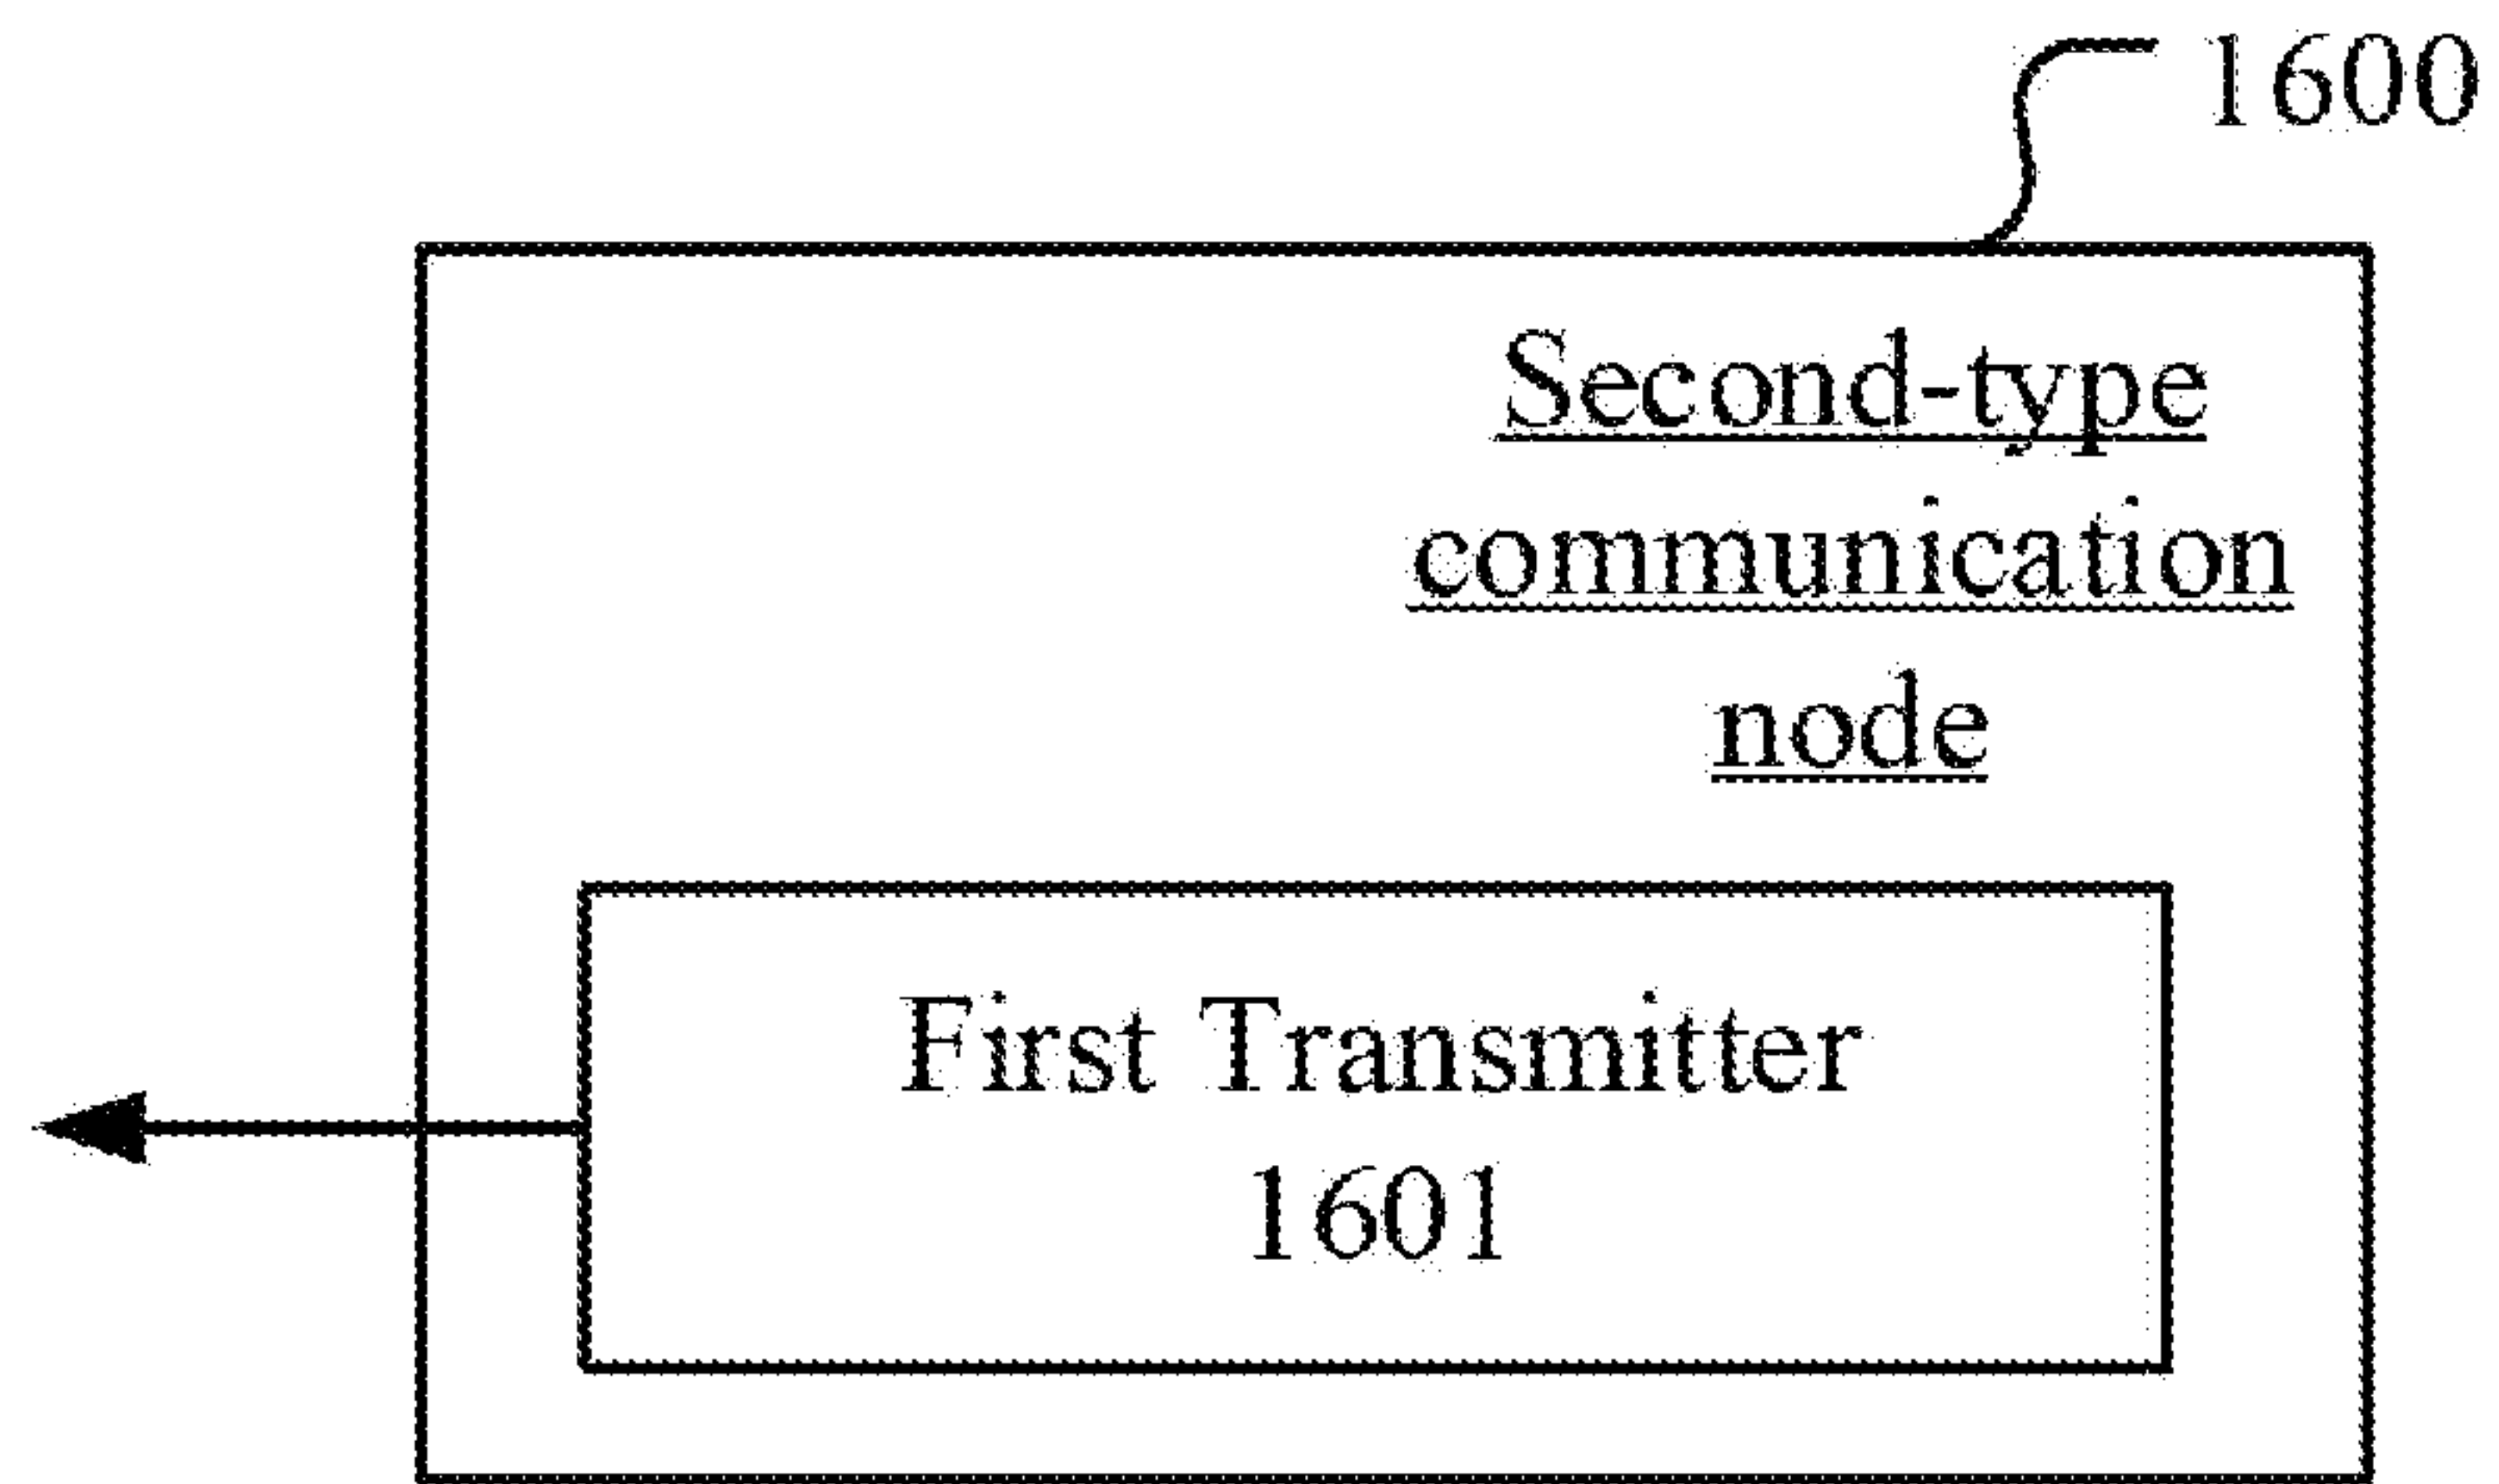 1600
Second-type
communication
node
First Transmitter
1601